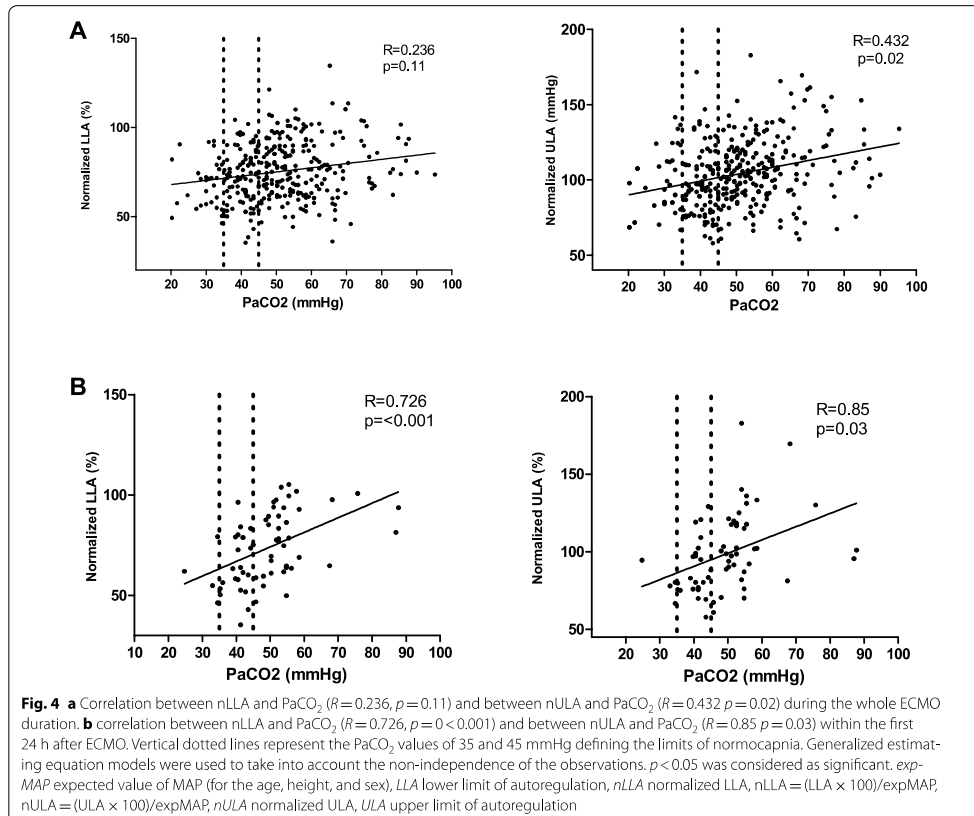 A
R=0.236
p=0.11
Normalized LLA (%)
150
100
50
20 30 40 50 60 70 80 90 100
PaCO2 (mmHg)
R=0.432
p=0.02
Normalized ULA (mmHg)
200
150
100
50
20 30 40 50 60 70 80 90 100
PaCO2
B
R=0.726
p=<0.001
Normalized LLA (%)
150
100
50
10 20 30 40 50 60 70 80 90 100
PaCO2 (mmHg)
R=0.85
p=0.03
Normalized ULA (%)
200
150
100
50
20 30 40 50 60 70 80 90 100
PaCO2 (mmHg)
Fig. 4 a Correlation between nLLA and PaCO2 (R = 0.236, p = 0.11) and between nULA and PaCO2 (R = 0.432 p = 0.02) during the whole ECMO
duration. b correlation between nLLA and PaCO2 (R = 0.726, p = 0 < 0.001) and between nULA and PaCO2 (R = 0.85 p = 0.03) within the first
24 h after ECMO. Vertical dotted lines represent the PaCO2 values of 35 and 45 mmHg defining the limits of normocapnia. Generalized estimat-
ing equation models were used to take into account the non-independence of the observations. p < 0.05 was considered as significant. exp-
MAP expected value of MAP (for the age, height, and sex), LLA lower limit of autoregulation, nLLA normalized LLA, nLLA = (LLA × 100)/expMAP,
nULA = (ULA × 100)/expMAP, nULA normalized ULA, ULA upper limit of autoregulation